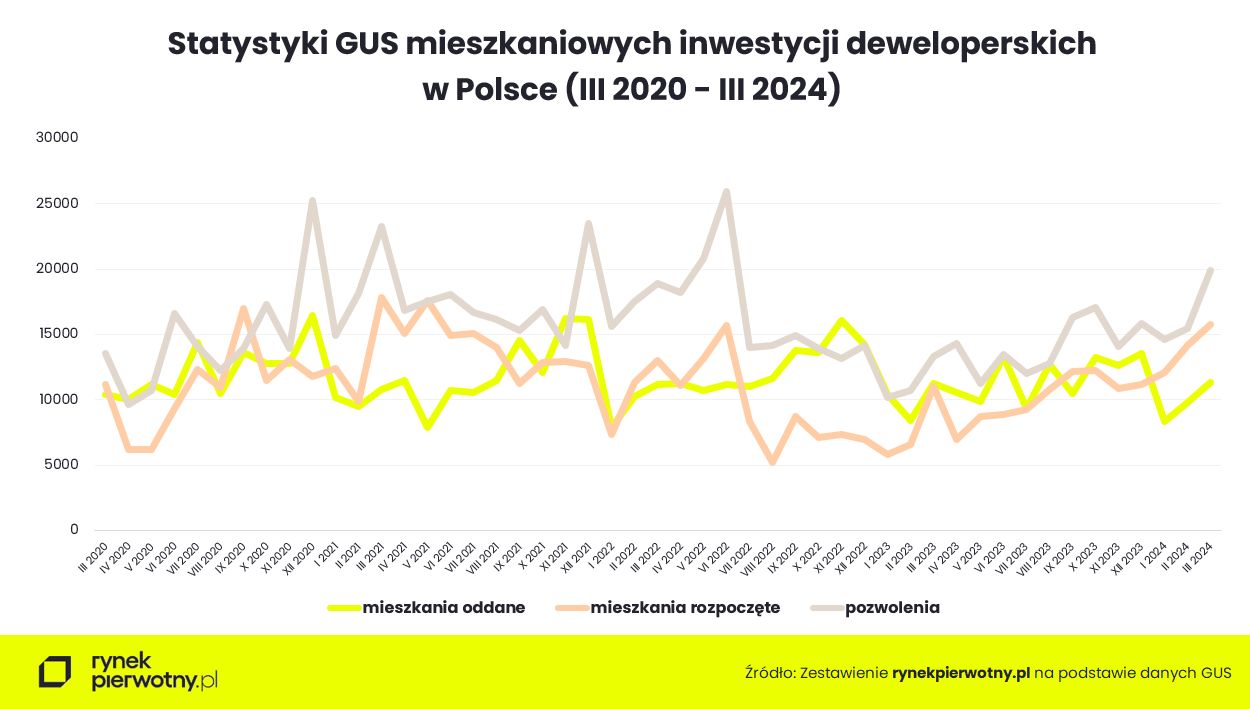 Statystyki GUS mieszkaniowych inwestycji deweloperskich
w Polsce (III 2020 - III 2024)
30000
25000
20000
15000
10000
5000
0
III 2020
IV 2020
V 2020
VI 2020
VII 2020
VIII 2020
IX 2020
X 2020
XI 2020
XII 2020
I 2021
II 2021
III 2021
IV 2021
V 2021
VI 2021
VII 2021
VIII 2021
IX 2021
X 2021
XI 2021
XII 2021
I 2022
II 2022
III 2022
IV 2022
V 2022
VI 2022
VII 2022
VIII 2022
IX 2022
X 2022
XI 2022
XII 2022
I 2023
II 2023
III 2023
IV 2023
V 2023
VI 2023
VII 2023
VIII 2023
IX 2023
X 2023
XI 2023
XII 2023
I 2024
II 2024
III 2024
mieszkania oddane
mieszkania rozpoczęte
pozwolenia
rynek
pierwotny.pl
Źródło: Zestawienie rynekpierwotny.pl na podstawie danych GUS